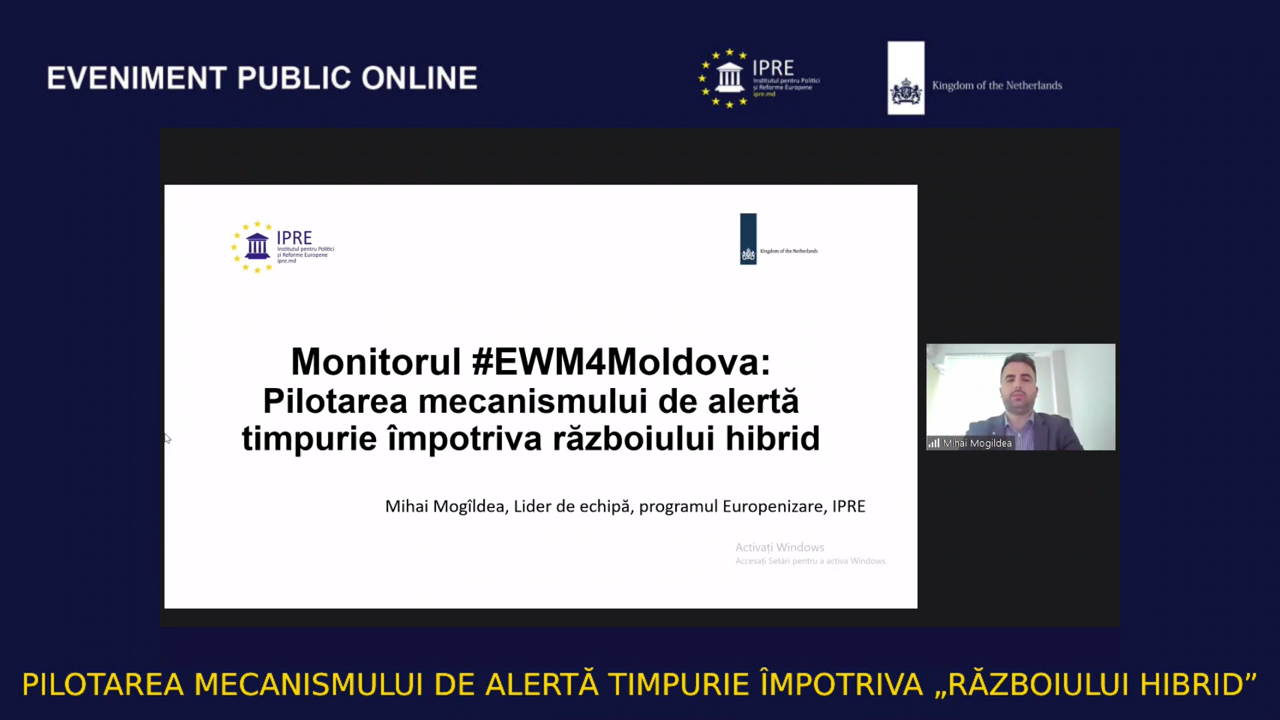 EVENIMENT PUBLIC ONLINE
IPRE
Institutul pentru Politici
și Reforme Europene
ipre.md
Kingdom of the Netherlands
IPRE
Institutul pentru Politici
și Reforme Europene
ipre.md
Kingdom of the Netherlands
Monitorul #EWM4Moldova:
Pilotarea mecanismului de alertă
timpurie împotriva războiului hibrid
Mihai Mogîldea, Lider de echipă, programul Europenizare, IPRE
Activați Windows
Accesați Setări pentru a activa Windows.
Mihai Mogildea
PILOTAREA MECANISMULUI DE ALERTĂ TIMPURIE ÎMPOTRIVA „RĂZBOIULUI HIBRID”